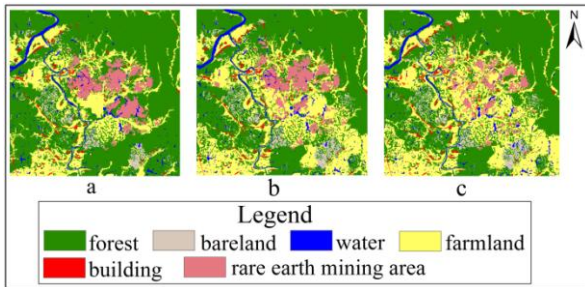 N
a b c
Legend
forest bareland water farmland
building rare earth mining area